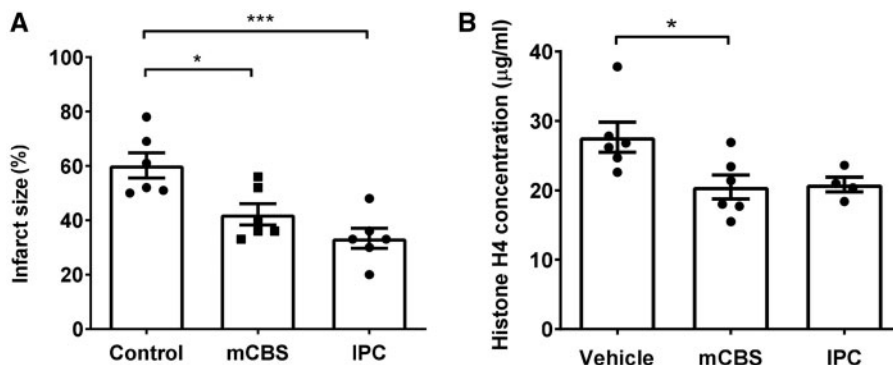 A
***
*
Infarct size (%)
100
80
60
40
20
0
Control mCBS IPC
B
*
Histone H4 concentration (µg/ml)
40
30
20
10
0
Vehicle mCBS IPC